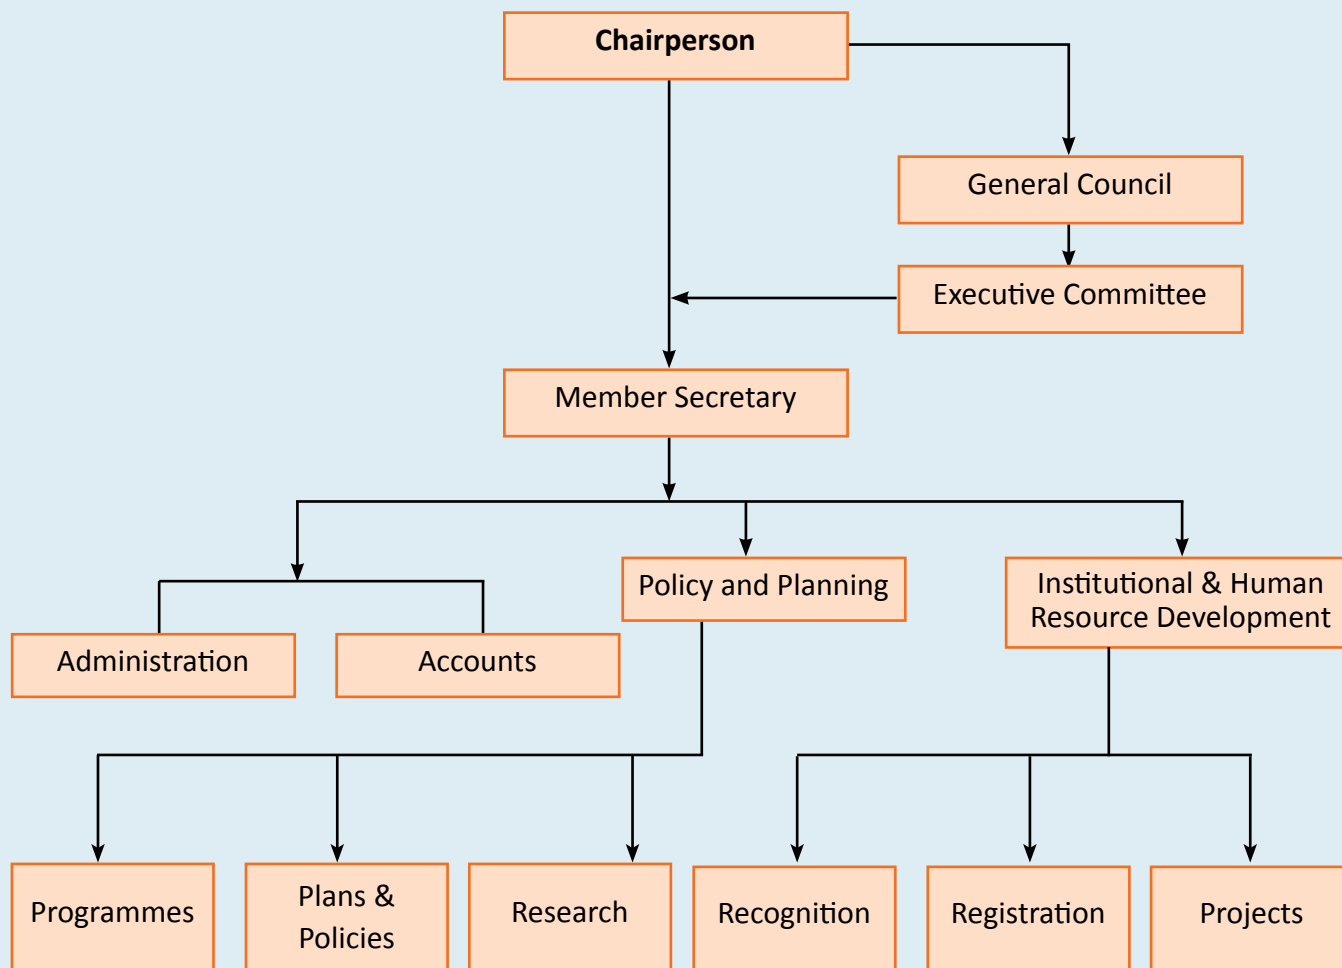 Chairperson
General Council
Executive Committee
Member Secretary
Policy and Planning
Institutional & Human
Resource Development
Administration
Accounts
Programmes
Plans &
Policies
Research
Recognition
Registration
Projects